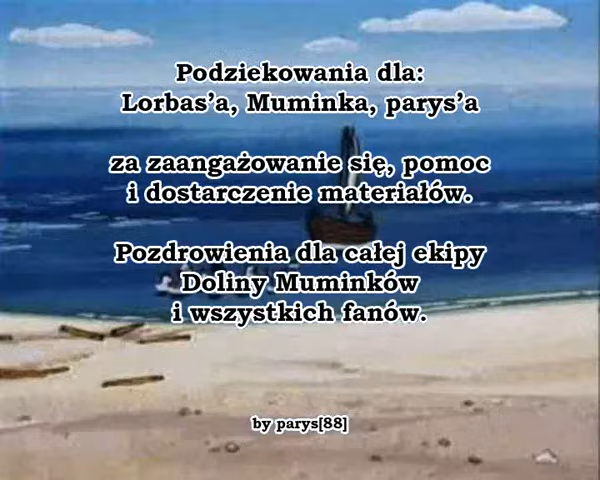 Podziekowania dla:
Lorbas’a, Muminka, parys’a
za zaangażowanie się, pomoc
i dostarczenie materiałów.
Pozdrowienia dla całej ekipy
Doliny Muminków
i wszystkich fanów.
by parys[88]